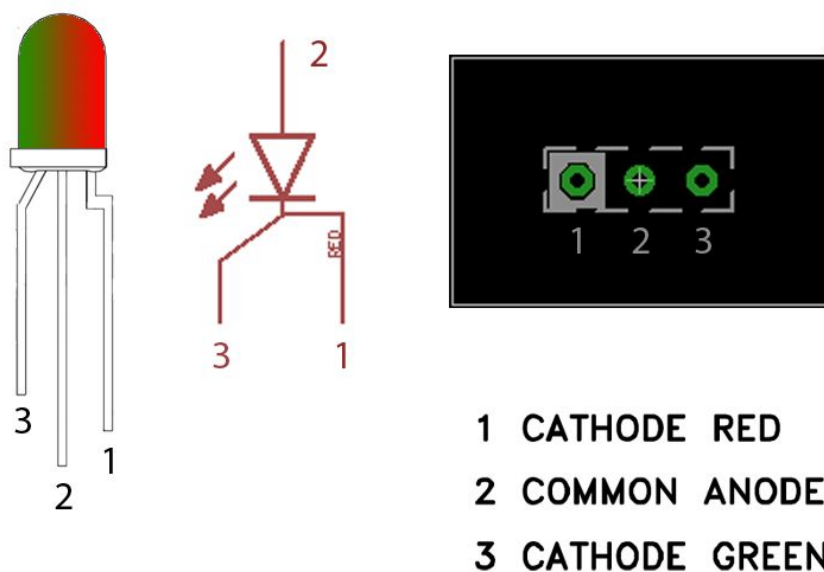 2
RED
3 1
3
1
2
1 2 3
1 CATHODE RED
2 COMMON ANODE
3 CATHODE GREEN